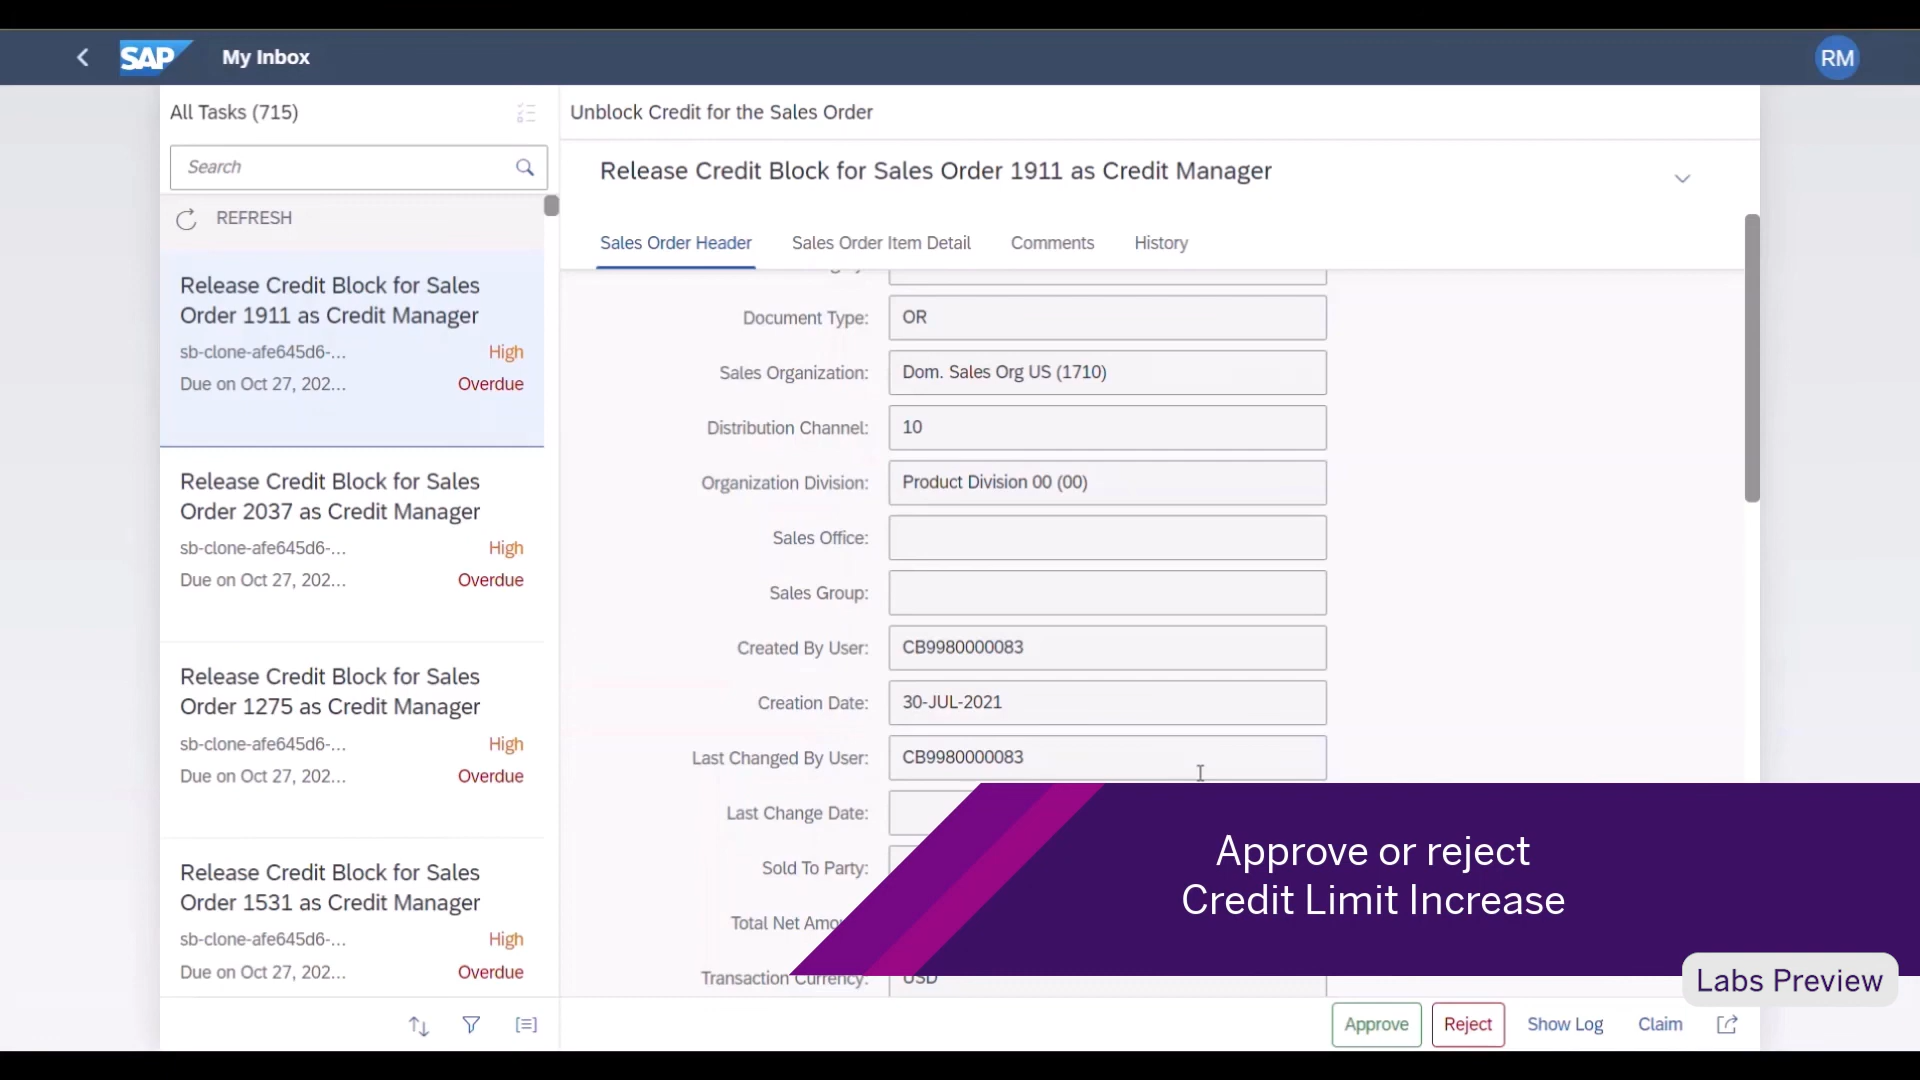 SAP
My Inbox
RM
All Tasks (715)
Search
REFRESH
Release Credit Block for Sales
Order 1911 as Credit Manager
sb-clone-afe645d6-...
High
Due on Oct 27, 202...
Overdue
Release Credit Block for Sales
Order 2037 as Credit Manager
sb-clone-afe645d6-...
High
Due on Oct 27, 202...
Overdue
Release Credit Block for Sales
Order 1275 as Credit Manager
sb-clone-afe645d6-...
High
Due on Oct 27, 202...
Overdue
Release Credit Block for Sales
Order 1531 as Credit Manager
sb-clone-afe645d6-...
High
Due on Oct 27, 202...
Overdue
Unblock Credit for the Sales Order
Release Credit Block for Sales Order 1911 as Credit Manager
Sales Order Header
Sales Order Item Detail
Comments
History
Document Type: OR
Sales Organization: Dom. Sales Org US (1710)
Distribution Channel: 10
Organization Division: Product Division 00 (00)
Sales Office:
Sales Group:
Created By User: CB9980000083
Creation Date: 30-JUL-2021
Last Changed By User: CB9980000083
Last Change Date:
Sold To Party:
Total Net Amo
Transaction Currency: USD
Approve or reject
Credit Limit Increase
Labs Preview
Approve
Reject
Show Log
Claim